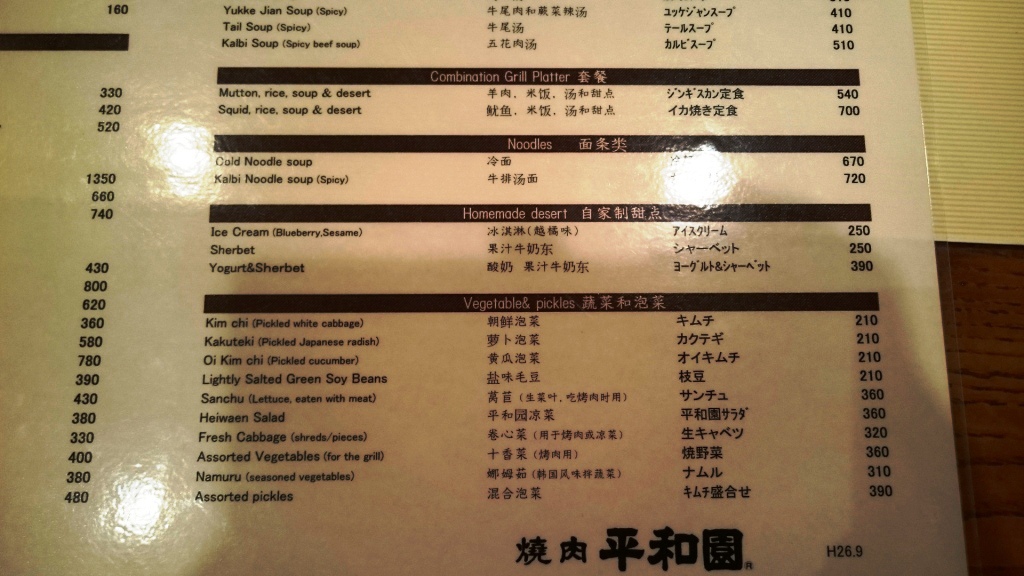 160 Yukke Jian Soup (Spicy) 牛尾肉和蕨菜辣汤 ユッケジャンスープ 410
Tail Soup (Spicy) 牛尾汤 テールスープ 410
Kalbi Soup (Spicy beef soup) 五花肉汤 カルビスープ 510
Combination Grill Platter 套餐
330 Mutton, rice, soup & desert 羊肉, 米饭, 汤和甜点 ジンギスカン定食 540
420 Squid, rice, soup & desert 鱿鱼, 米饭, 汤和甜点 イカ焼き定食 700
520
Noodles 面条类
Cold Noodle soup 冷面 670
1350 Kalbi Noodle soup (Spicy) 牛排汤面 720
660
740 Homemade desert 自家制甜点
Ice Cream (Blueberry,Sesame) 冰淇淋(越橘味) アイスクリーム 250
Sherbet 果汁牛奶东 シャーベット 250
430 Yogurt&Sherbet 酸奶 果汁牛奶东 ヨーグルト&シャーベット 390
800
620 Vegetable& pickles 蔬菜和泡菜
360 Kim chi (Pickled white cabbage) 朝鲜泡菜 キムチ 210
580 Kakuteki (Pickled Japanese radish) 萝卜泡菜 カクテギ 210
780 Oi Kim chi (Pickled cucumber) 黄瓜泡菜 オイキムチ 210
390 Lightly Salted Green Soy Beans 盐味毛豆 枝豆 210
430 Sanchu (Lettuce, eaten with meat) 莴苣 (生菜叶, 吃烤肉时用) サンチュ 360
380 Heiwaen Salad 平和园凉菜 平和園サラダ 360
330 Fresh Cabbage (shreds/pieces) 卷心菜 (用于烤肉或凉菜) 生キャベツ 320
400 Assorted Vegetables (for the grill) 十香菜 (烤肉用) 焼野菜 360
380 Namuru (seasoned vegetables) 娜姆茹 (韩国风味拌蔬菜) ナムル 310
480 Assorted pickles 混合泡菜 キムチ盛合せ 390
燒肉 平和園 ® H26.9